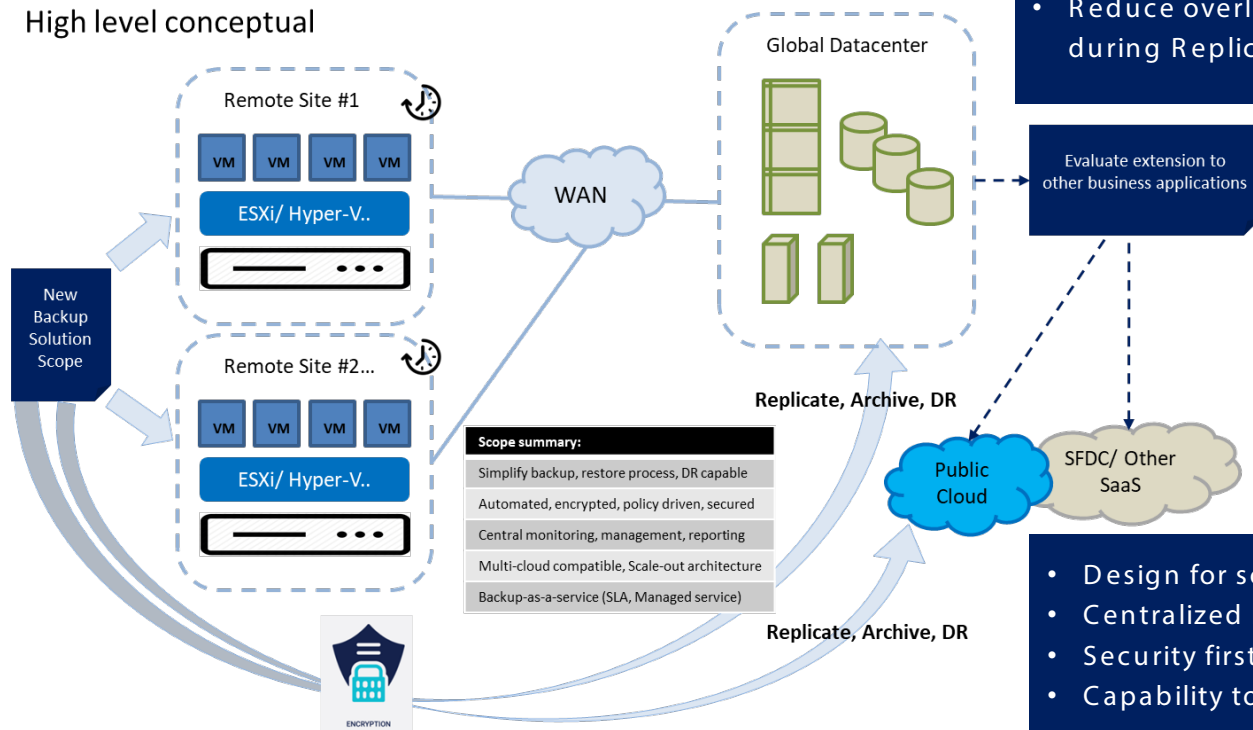 High level conceptual
• Reduce
during
Global Datacenter
Remote Site #1
VM VM VM VM
ESXi/ Hyper-V..
WAN
Evaluate extension to
other business applications
New
Backup
Solution
Scope
Remote Site #2...
VM VM VM VM
ESXi/ Hyper-V..
Replicate, Archive, DR
Scope summary:
Simplify backup, restore process, DR capable
Automated, encrypted, policy driven, secured
Central monitoring, management, reporting
Multi-cloud compatible, Scale-out architecture
Backup-as-a-service (SLA, Managed service)
Public
Cloud
SFDC/ Other
SaaS
Replicate, Archive, DR
• Design for
• Centralized
• Security first
• Capability to
ENCRYPTION